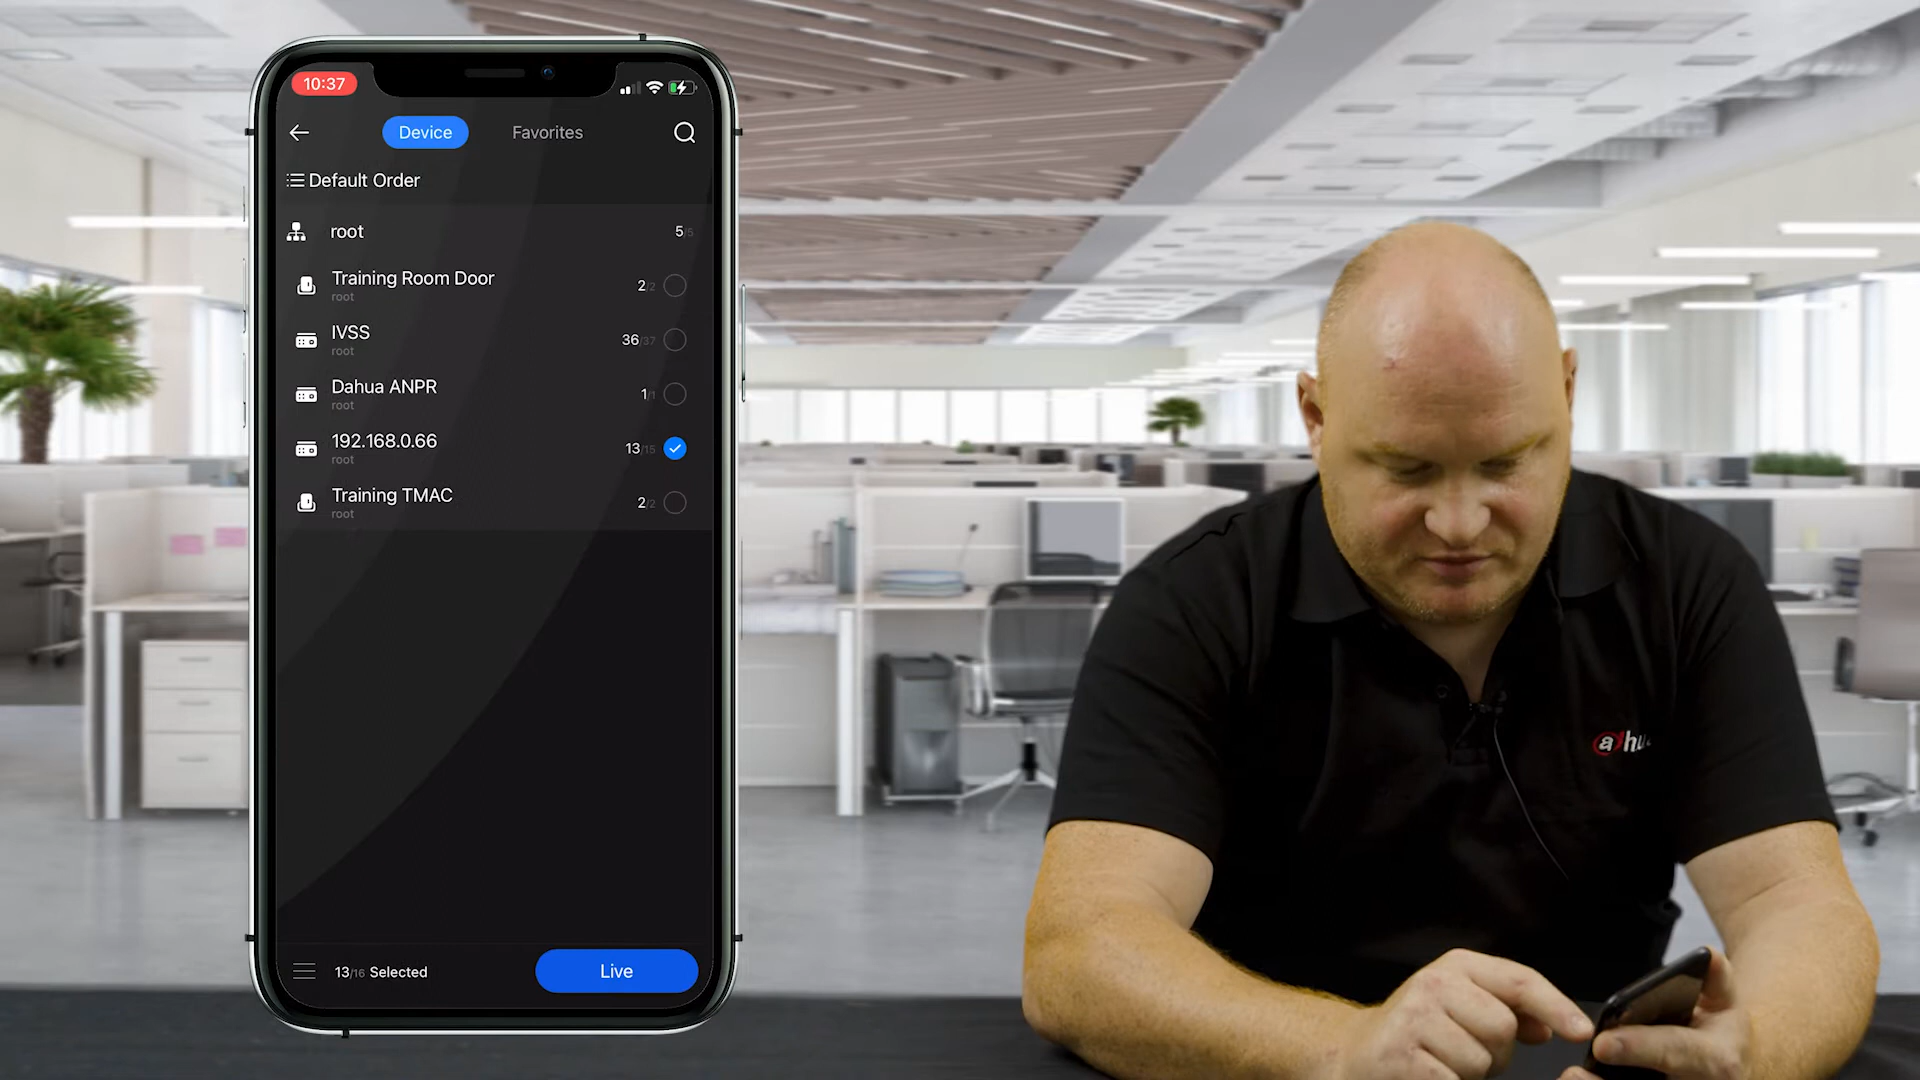 10:37
Device Favorites
Default Order
root 5/5
Training Room Door
root
2/2
IVSS
root
36/37
Dahua ANPR
root
1/1
192.168.0.66
root
13/15
Training TMAC
root
2/2
13/16 Selected
Live
ahua